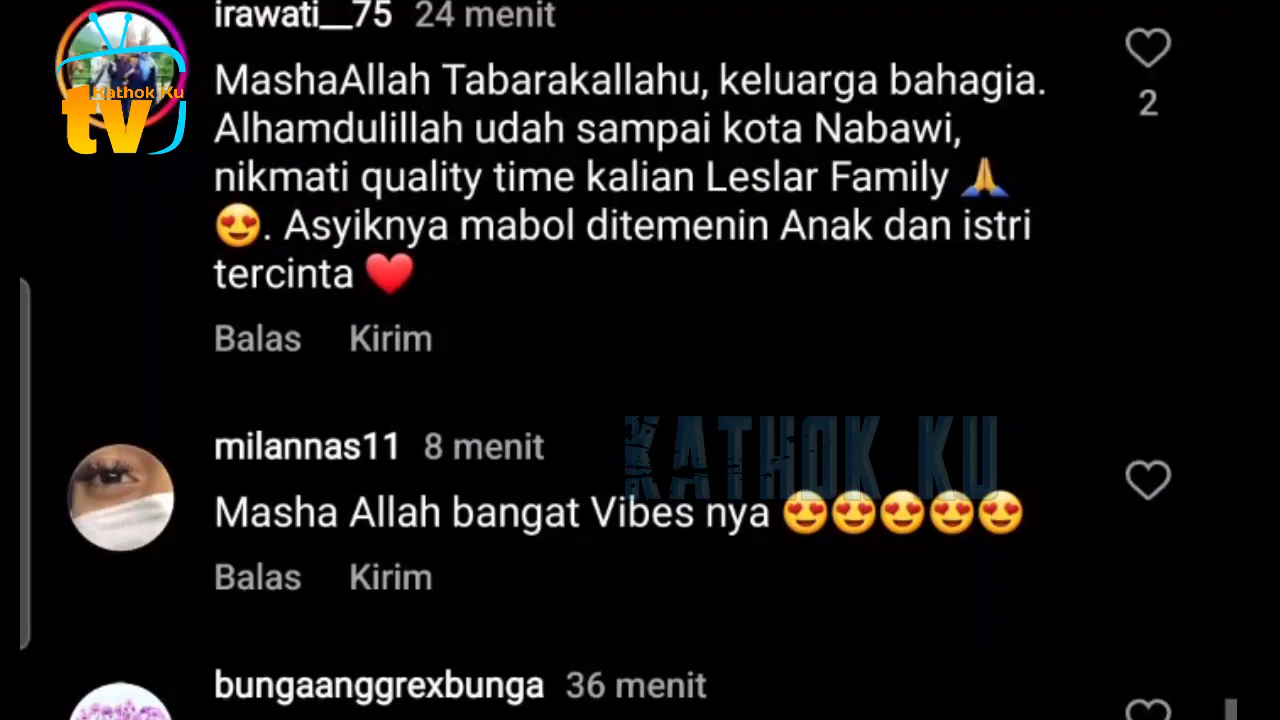 irawati__75 24 menit
MashaAllah Tabarakallahu, keluarga bahagia.
Alhamdulillah udah sampai kota Nabawi,
nikmati quality time kalian Leslar Family 🙏
😍. Asyiknya mabol ditemenin Anak dan istri
tercinta ❤️
2
Balas Kirim
Kathok Ku
tv
milannas11 8 menit
KATHOK KU
Masha Allah bangat Vibes nya 😍😍😍😍😍
Balas Kirim
bungaanggrexbunga 36 menit